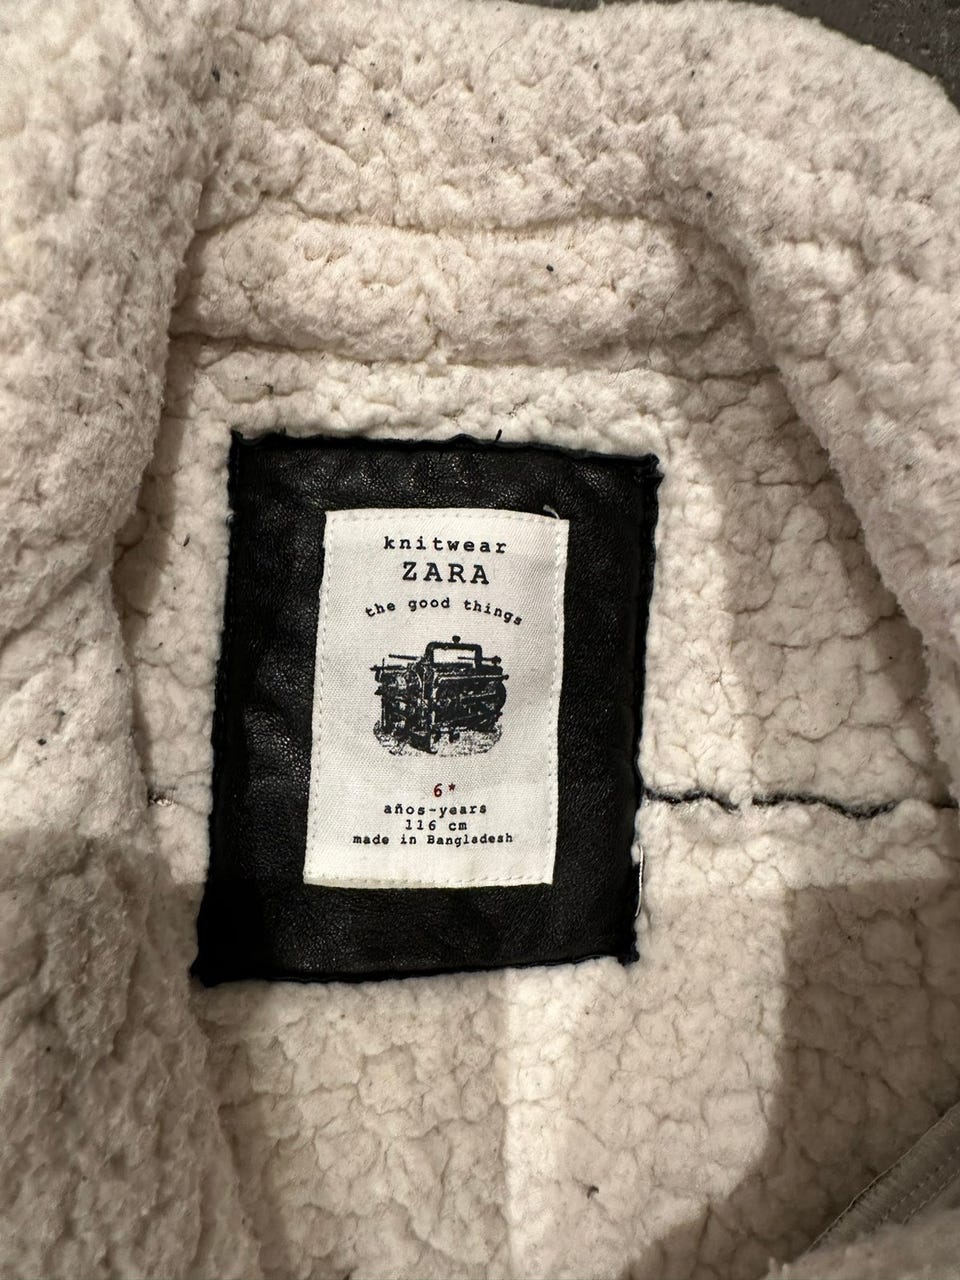 knitwear
ZARA
the good things
6*
años-years
116 cm
made in Bangladesh